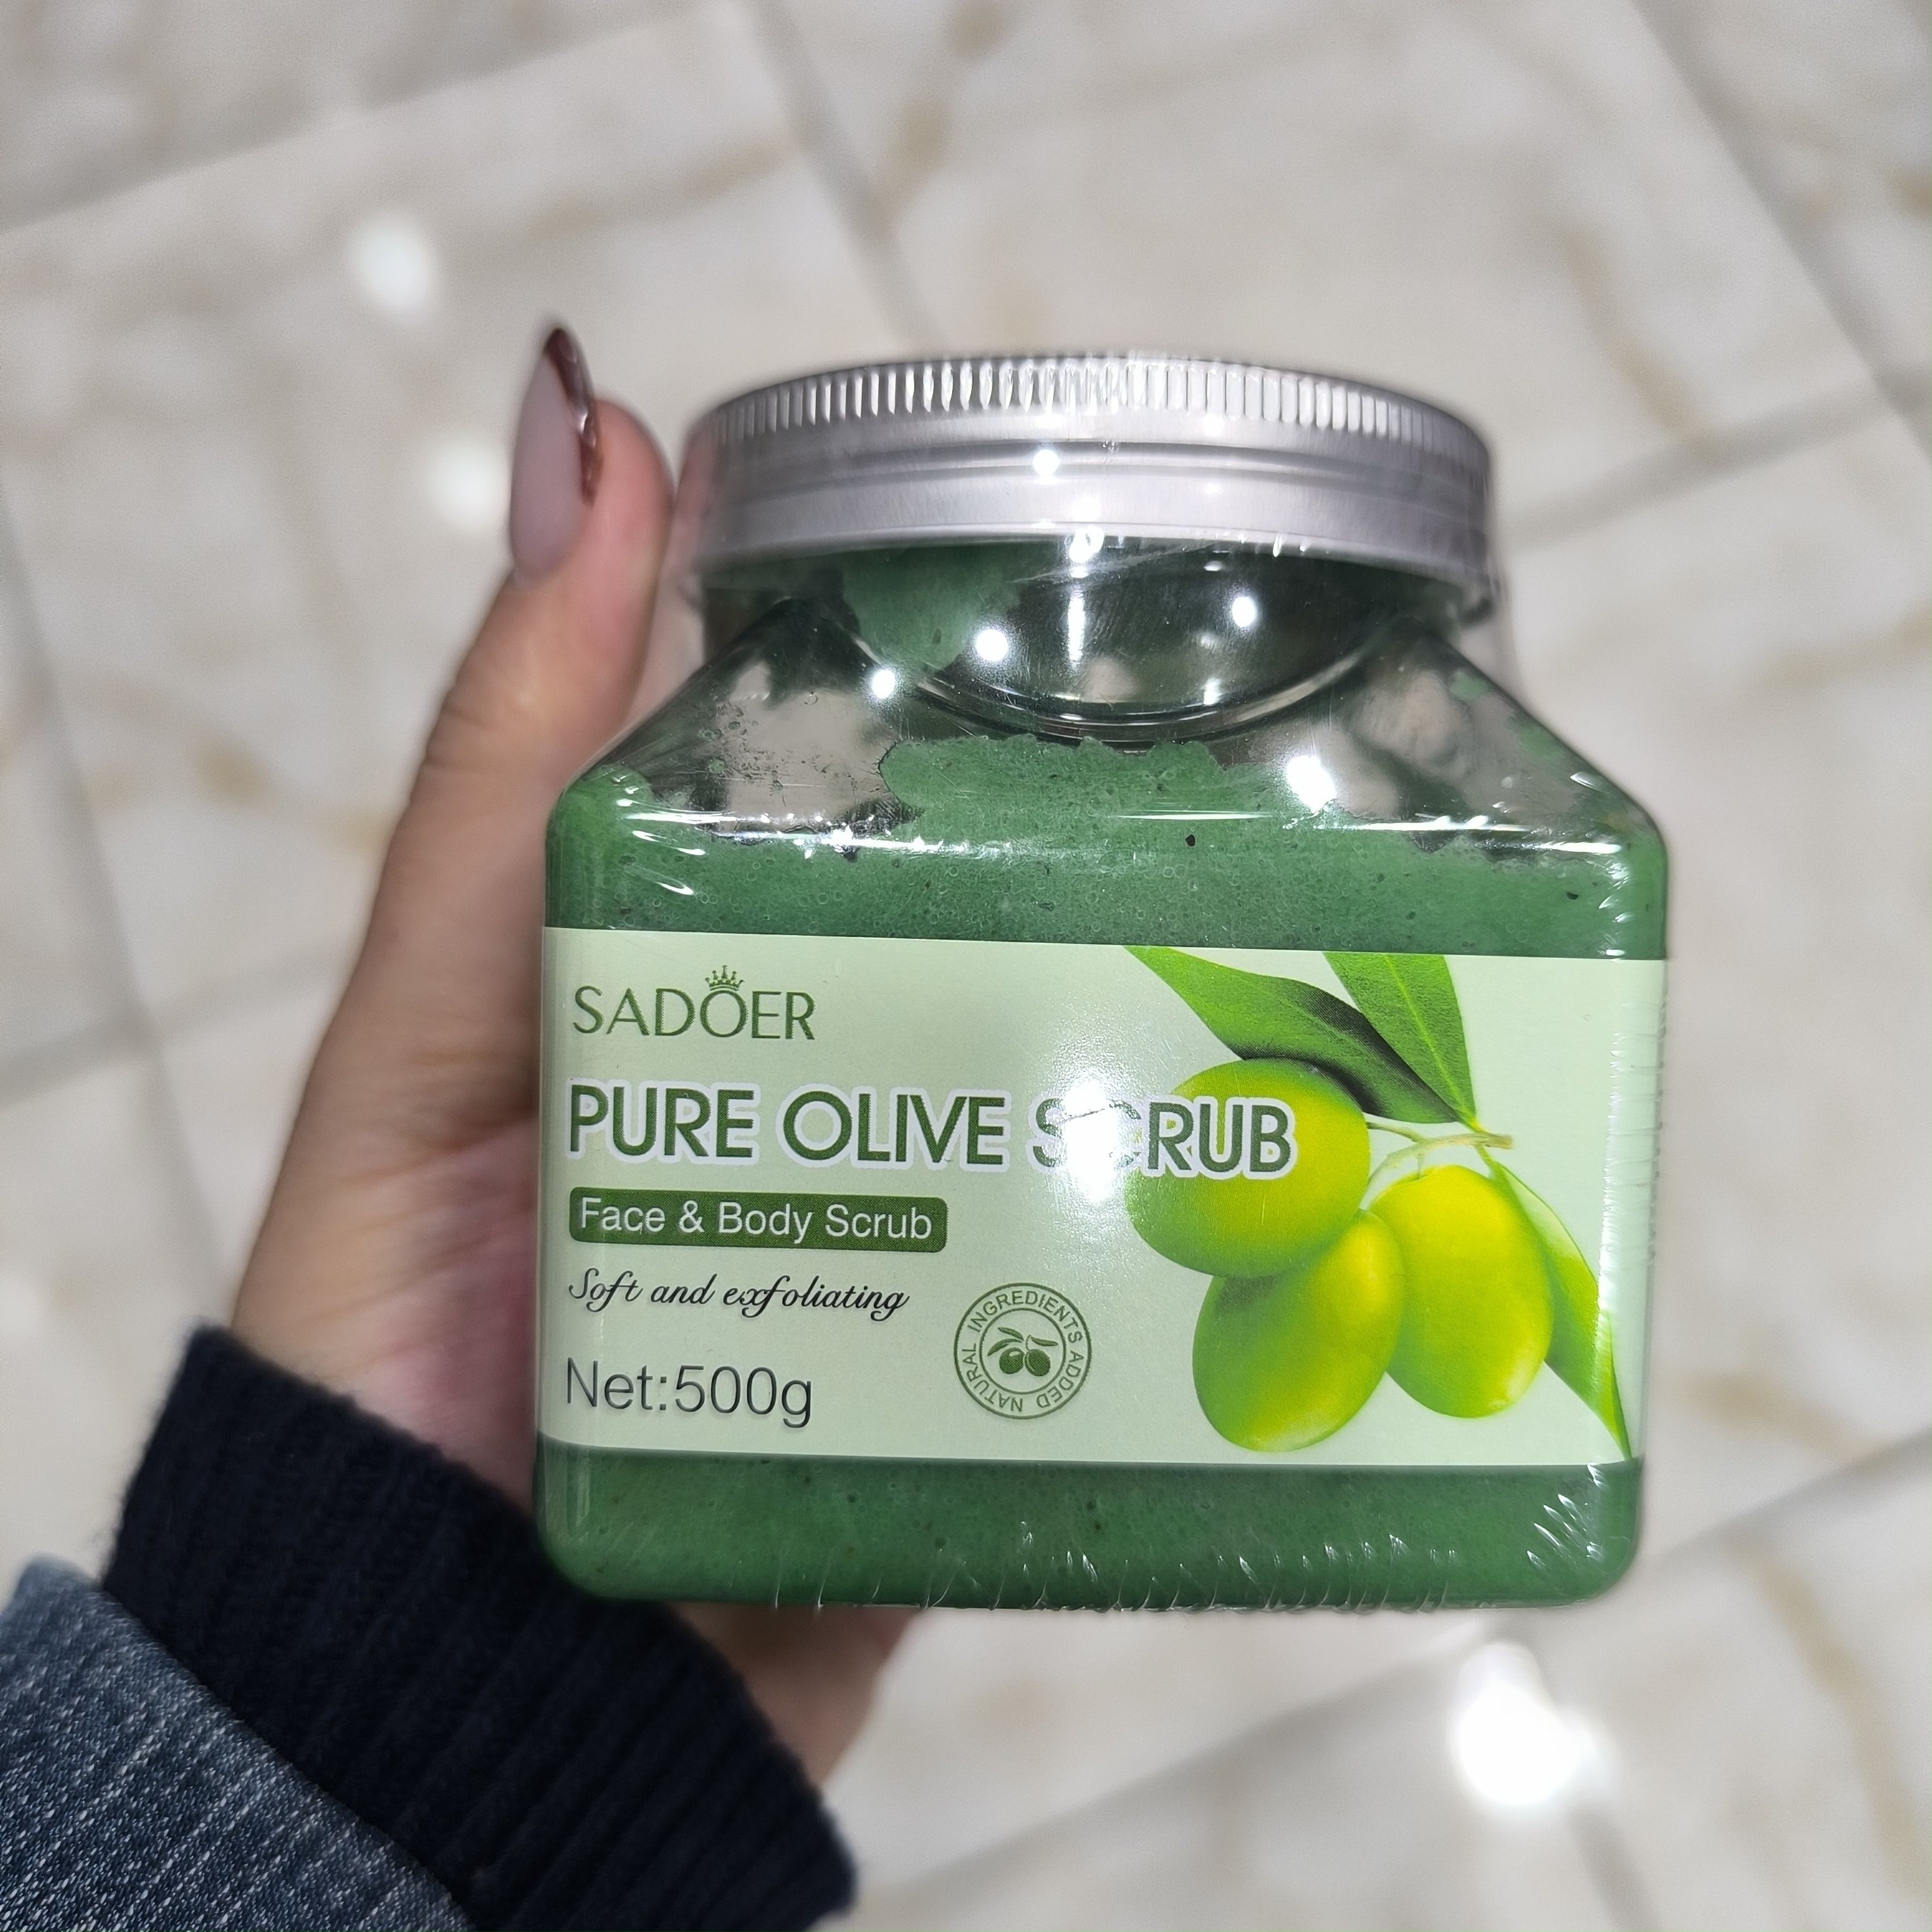 SADOER
PURE OLIVE SCRUB
Face & Body Scrub
Soft and exfoliating
NATURAL INGREDIENTS ADDED
Net:500g